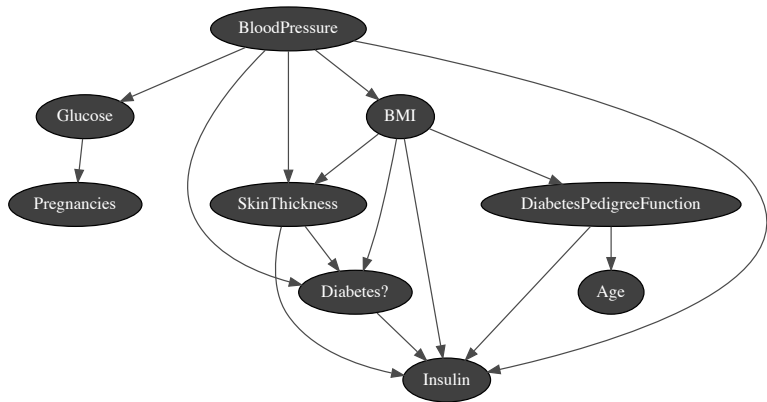 BloodPressure
Glucose
BMI
Pregnancies
SkinThickness
DiabetesPedigreeFunction
Diabetes?
Age
Insulin